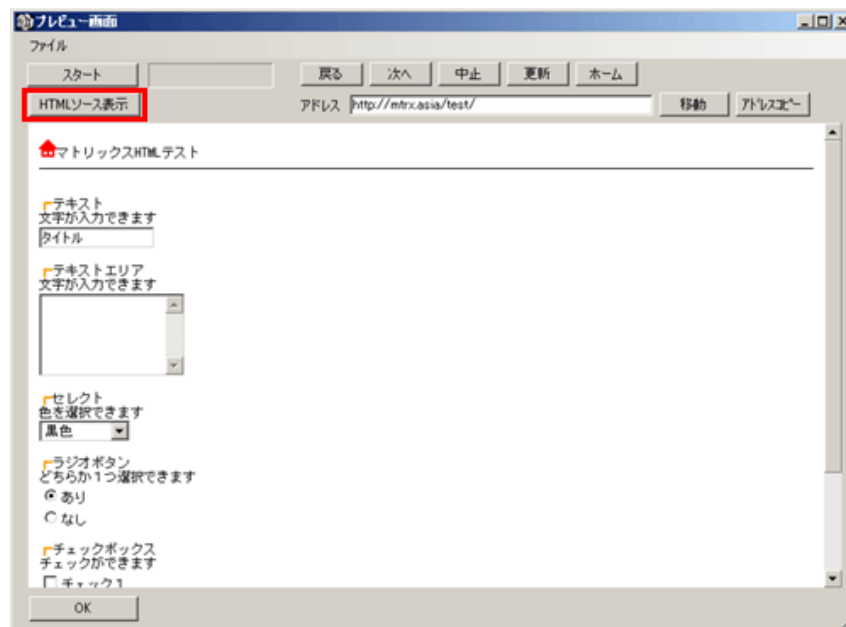 プレビュー画面
ファイル
スタート 戻る 次へ 中止 更新 ホーム
HTMLソース表示 アドレス http://mtrx.asia/test/ 移動 ｱﾄﾞﾚｽｺﾋﾟｰ
マトリックスHTMLテスト
┏テキスト
文字が入力できます
タイトル
┏テキストエリア
文字が入力できます
┏セレクト
色を選択できます
黒色
┏ラジオボタン
どちらか1つ選択できます
あり
なし
┏チェックボックス
チェックができます
チェック1
OK